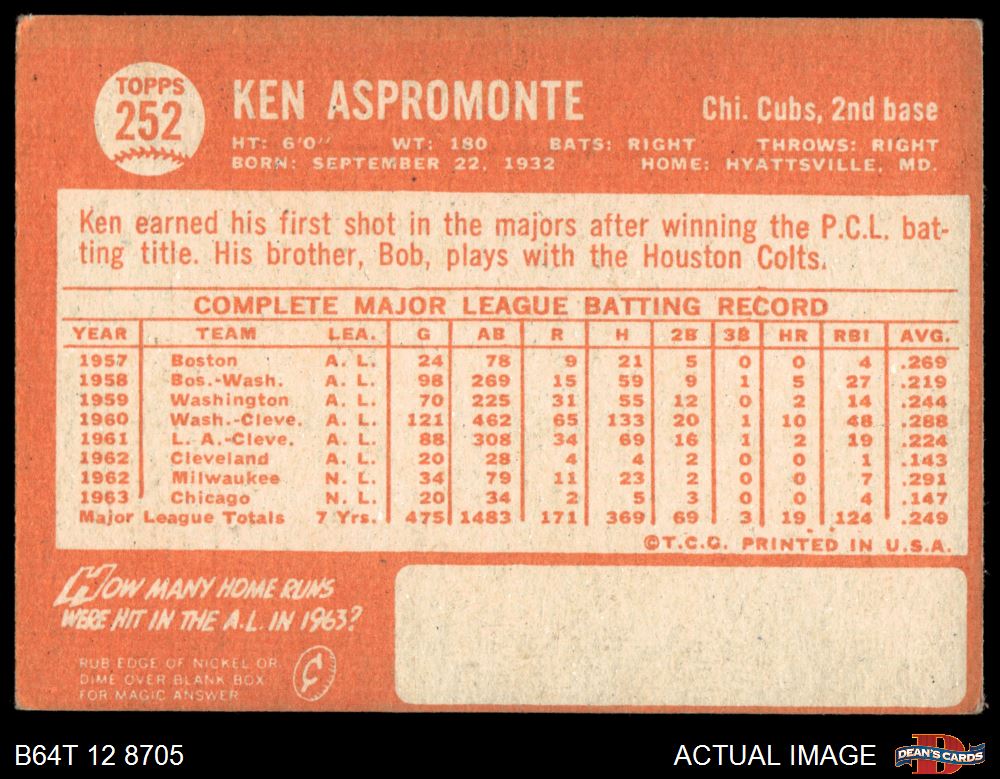 TOPPS
252
KEN ASPROMONTE
Chi. Cubs, 2nd base
HT: 6'0" WT: 180 BATS: RIGHT THROWS: RIGHT
BORN: SEPTEMBER 22, 1932 HOME: HYATTSVILLE, MD.
Ken earned his first shot in the majors after winning the P.C.L. bat-
ting title. His brother, Bob, plays with the Houston Colts.
COMPLETE MAJOR LEAGUE BATTING RECORD
YEAR TEAM LEA. G AB R H 2B 3B HR RBI AVG.
1957 Boston A. L. 24 78 9 21 5 0 0 4 .269
1958 Bos.-Wash. A. L. 98 269 15 59 9 1 5 27 .219
1959 Washington A. L. 70 225 31 55 12 0 2 14 .244
1960 Wash.-Cleve. A. L. 121 462 65 133 20 1 10 48 .288
1961 L. A.-Cleve. A. L. 88 308 34 69 16 1 2 19 .224
1962 Cleveland A. L. 20 28 4 4 2 0 0 1 .143
1962 Milwaukee N. L. 34 79 11 23 2 0 0 7 .291
1963 Chicago N. L. 20 34 2 5 3 0 0 4 .147
Major League Totals 7 Yrs. 475 1483 171 369 69 3 19 124 .249
©T.C.G. PRINTED IN U.S.A.
HOW MANY HOME RUNS
WERE HIT IN THE A.L. IN 1963?
RUB EDGE OF NICKEL OR
DIME OVER BLANK BOX
FOR MAGIC ANSWER
B64T 12 8705
ACTUAL IMAGE
DEAN'S CARDS